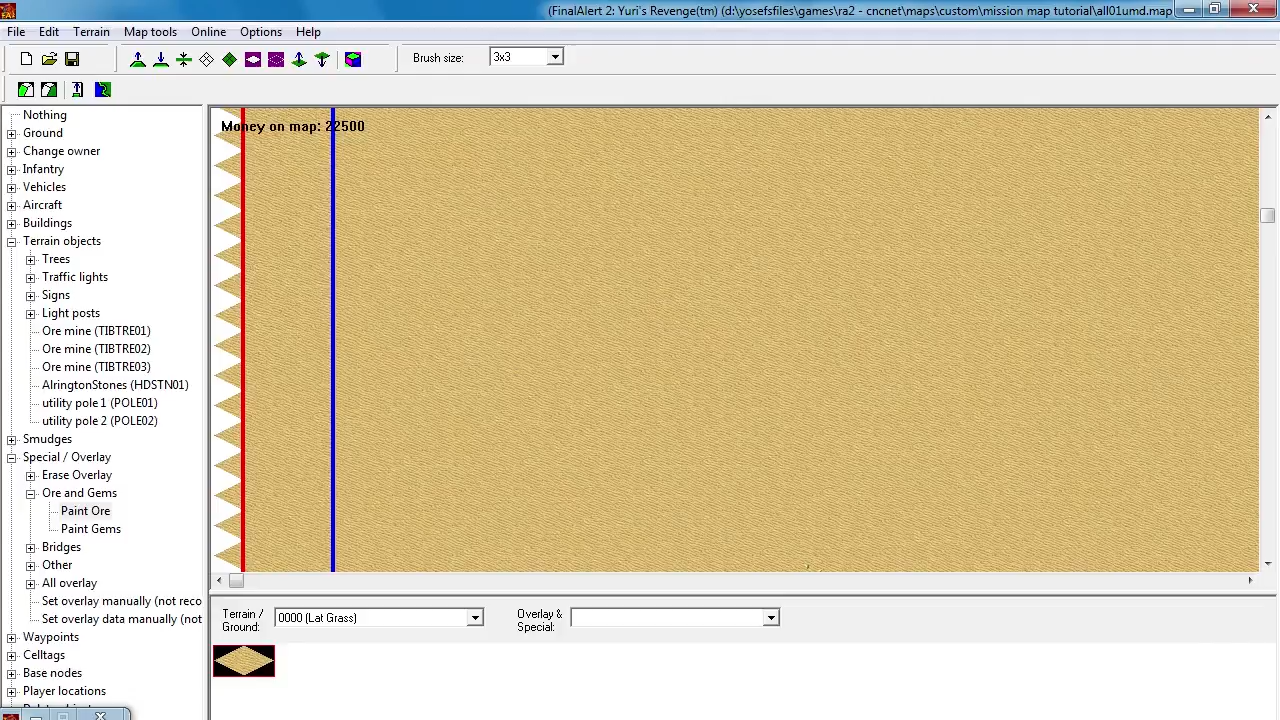 (FinalAlert 2: Yuri's Revenge(tm) (d:\yosefsfiles\games\ra2 - cncnet\maps\custom\mission map tutorial\all01umd.map
File Edit Terrain Map tools Online Options Help
Brush size: 3x3
Nothing
Ground
Change owner
Infantry
Vehicles
Aircraft
Buildings
Terrain objects
Trees
Traffic lights
Signs
Light posts
Ore mine (TIBTRE01)
Ore mine (TIBTRE02)
Ore mine (TIBTRE03)
AlringtonStones (HDSTN01)
utility pole 1 (POLE01)
utility pole 2 (POLE02)
Smudges
Special / Overlay
Erase Overlay
Ore and Gems
Paint Ore
Paint Gems
Bridges
Other
All overlay
Set overlay manually (not reco
Set overlay data manually (not
Waypoints
Celltags
Base nodes
Player locations
Money on map: 22500
Terrain / Ground: 0000 (Lat Grass)
Overlay & Special: